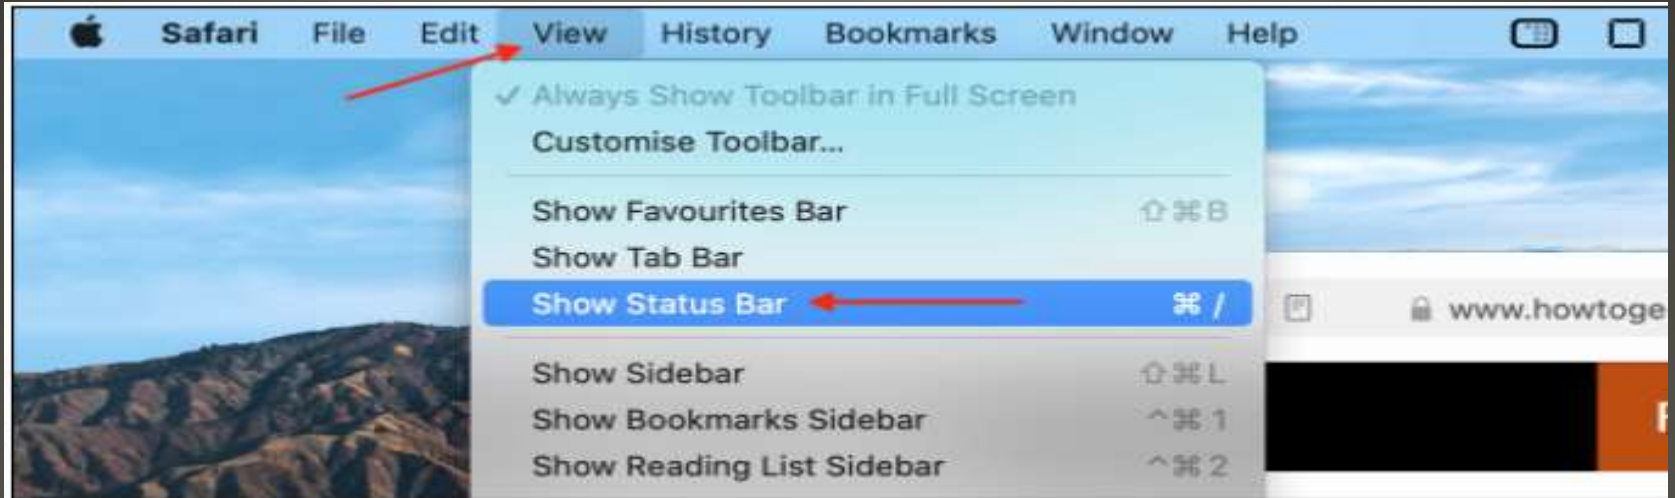 Safari File Edit View History Bookmarks Window Help
✓ Always Show Toolbar in Full Screen
Customise Toolbar...
Show Favourites Bar ⇧⌘B
Show Tab Bar
Show Status Bar ⌘/
www.howtoge
Show Sidebar ⇧⌘L
Show Bookmarks Sidebar ^⌘1
Show Reading List Sidebar ^⌘2